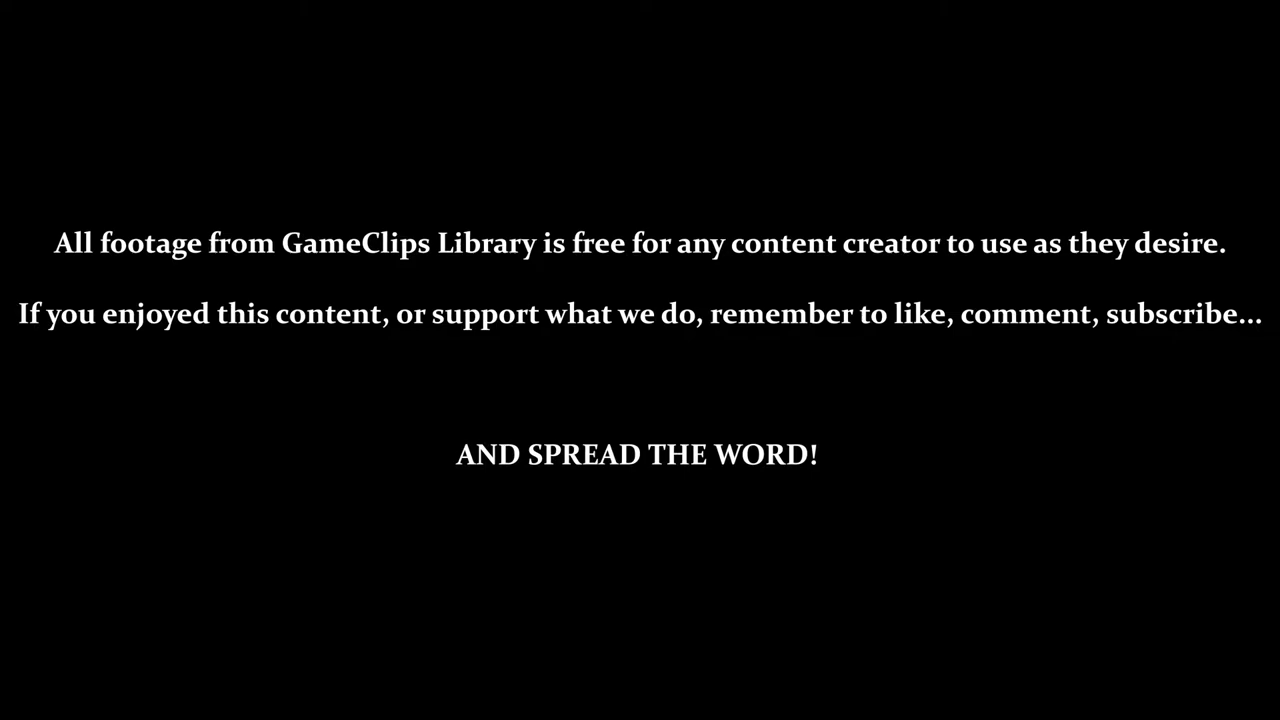 All footage from GameClips Library is free for any content creator to use as they desire.
If you enjoyed this content, or support what we do, remember to like, comment, subscribe...
AND SPREAD THE WORD!